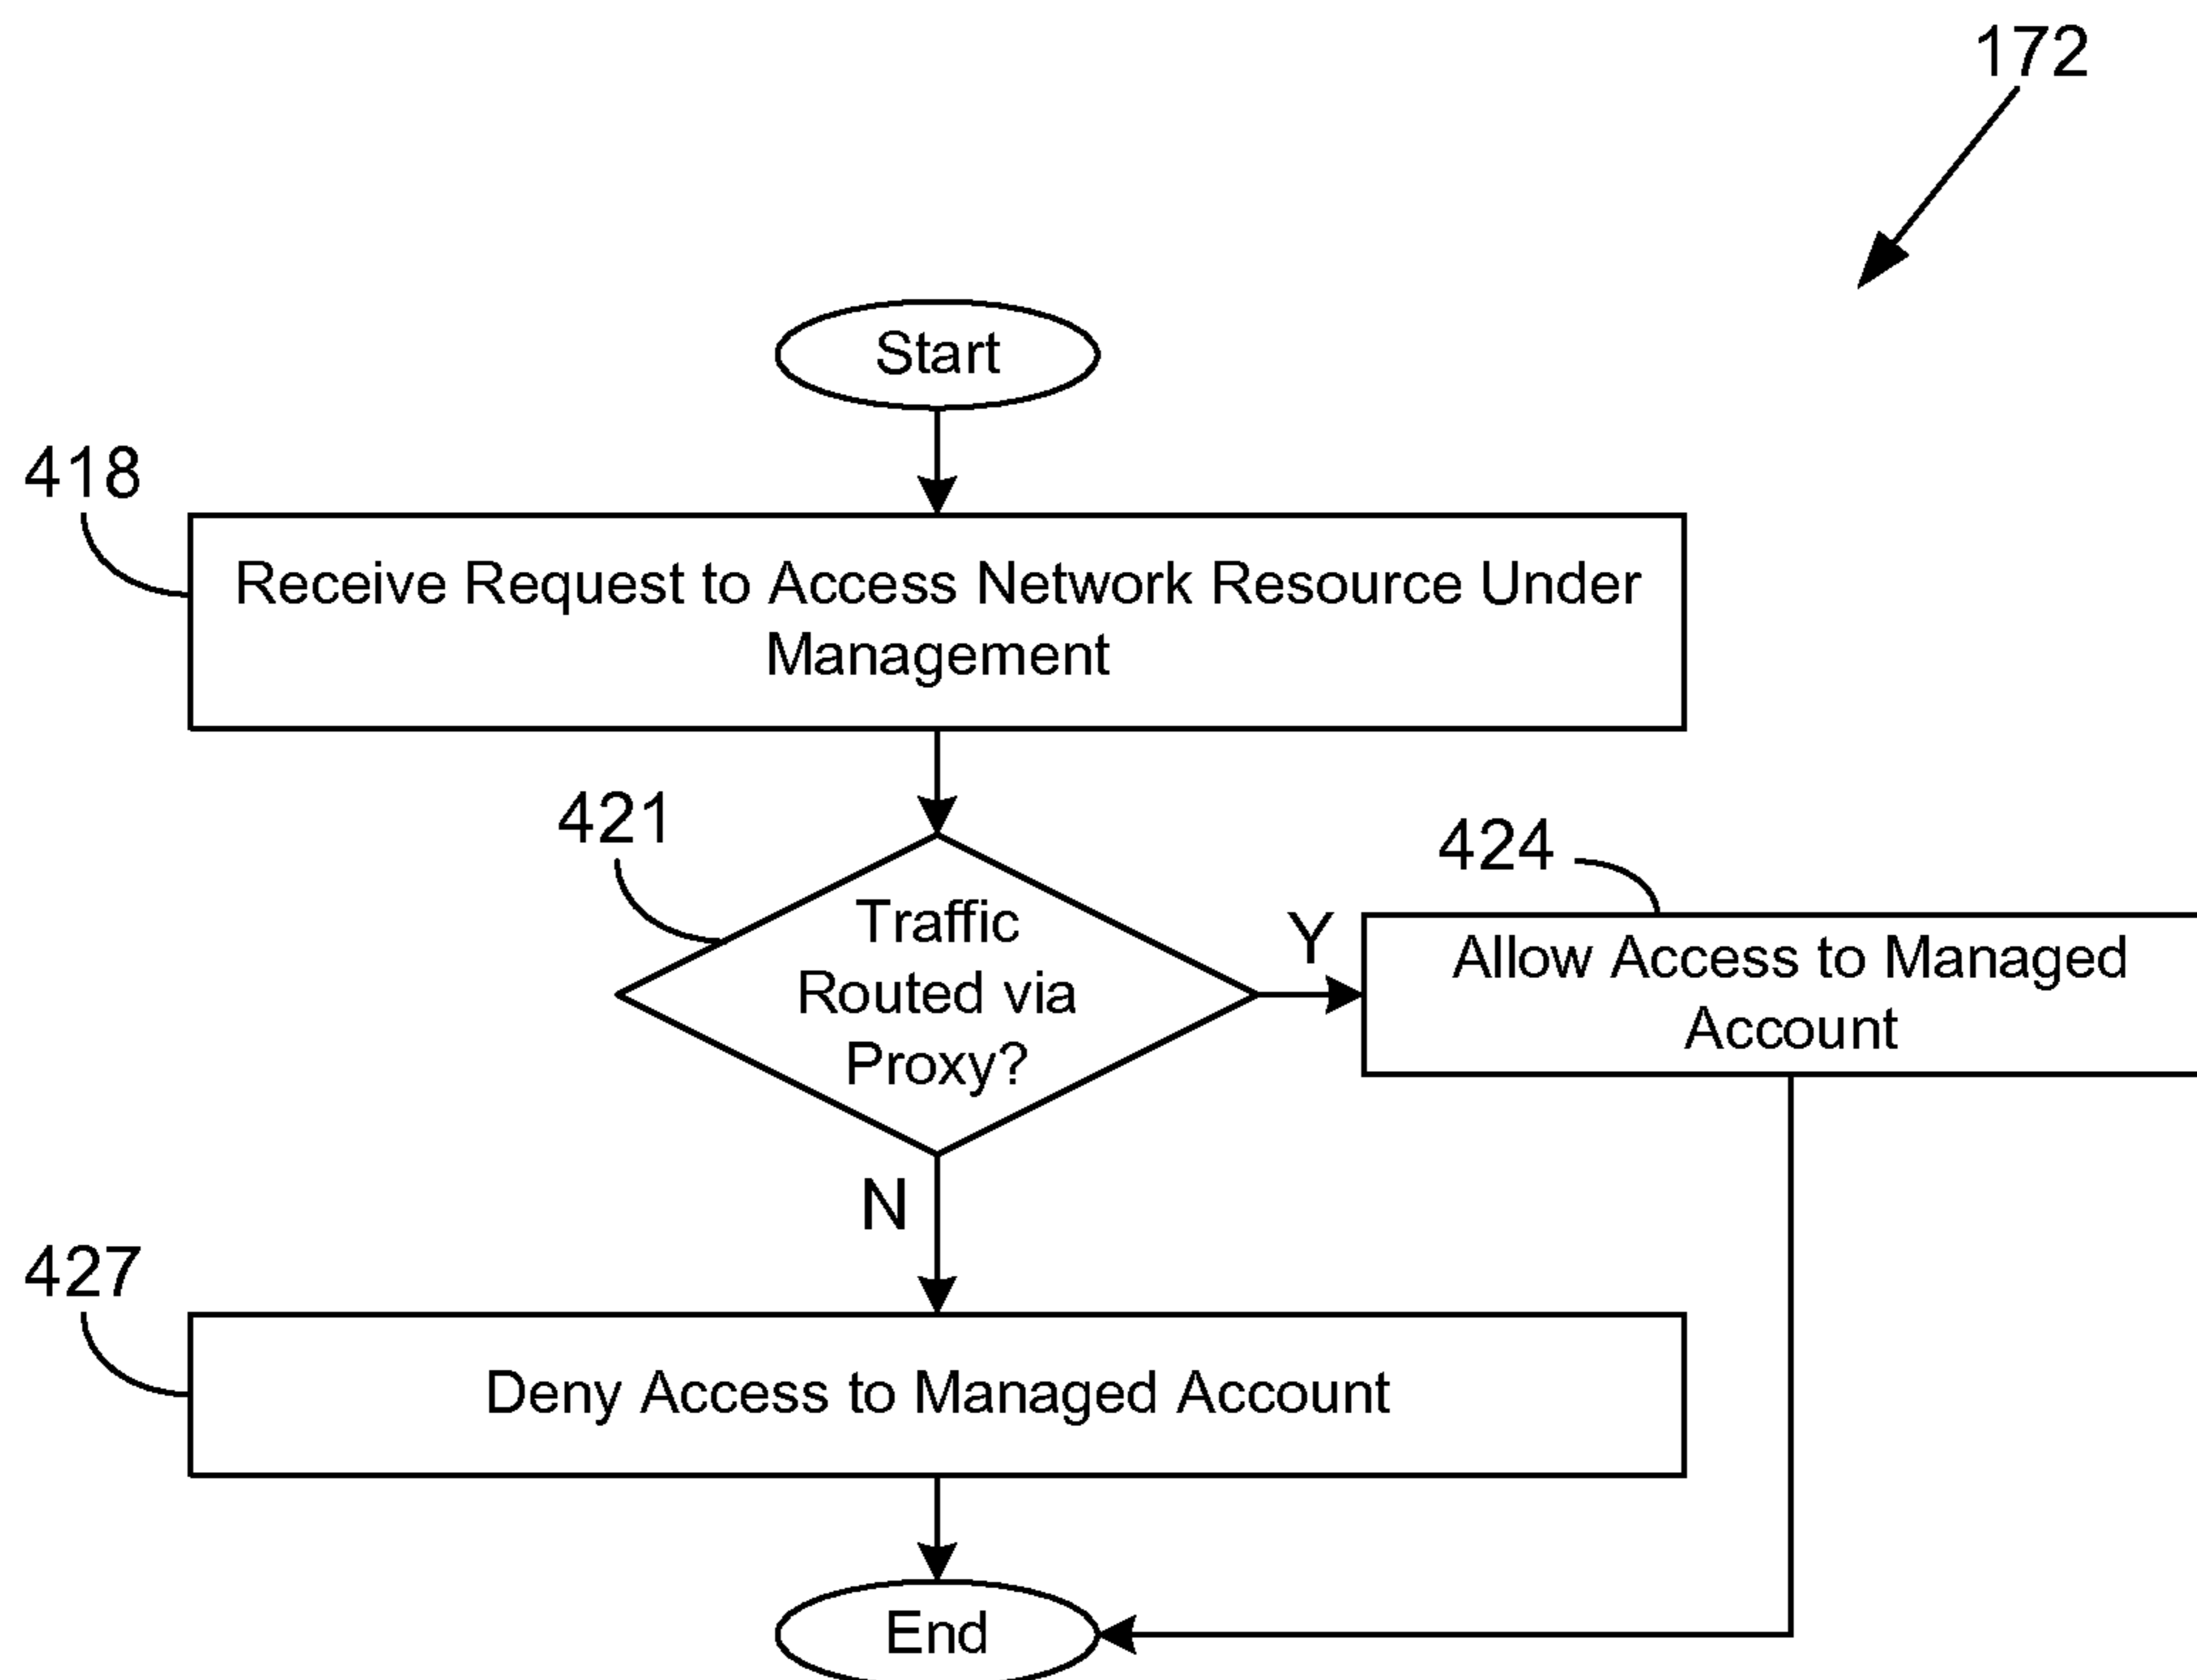 172
Start
418
Receive Request to Access Network Resource Under
Management
421
Traffic
Routed via
Proxy?
Y
424
Allow Access to Managed
Account
N
427
Deny Access to Managed Account
End